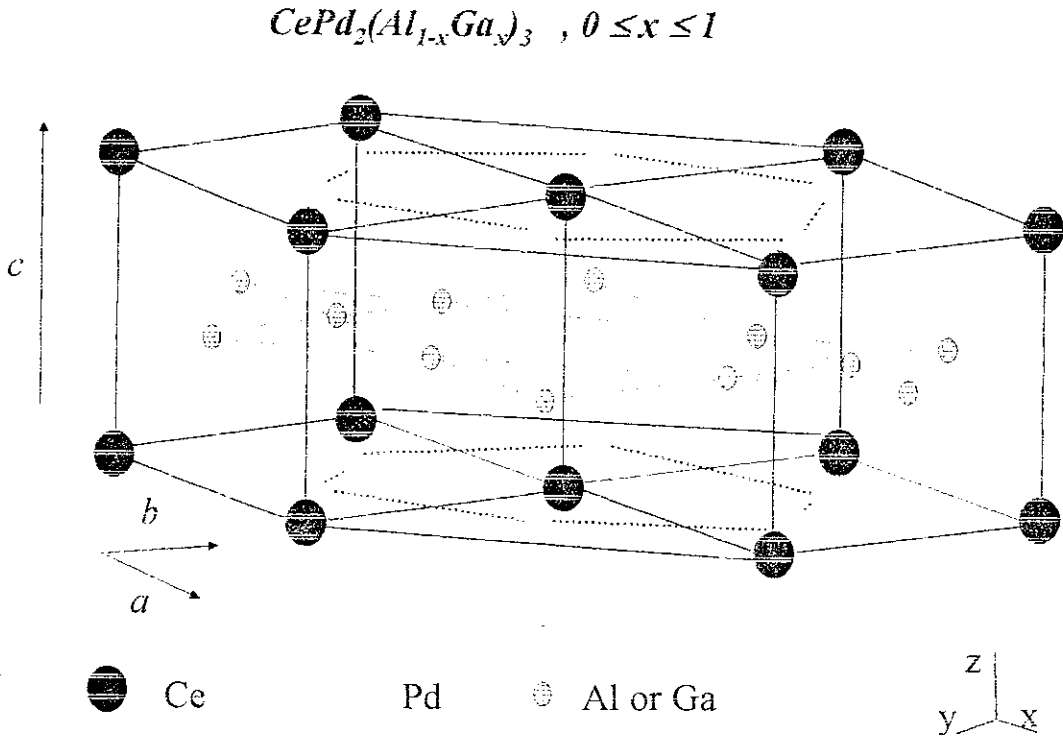 CePd2(Al1-xGax)3 , 0 ≤ x ≤ 1
c
b
a
Ce Pd Al or Ga
z
y x